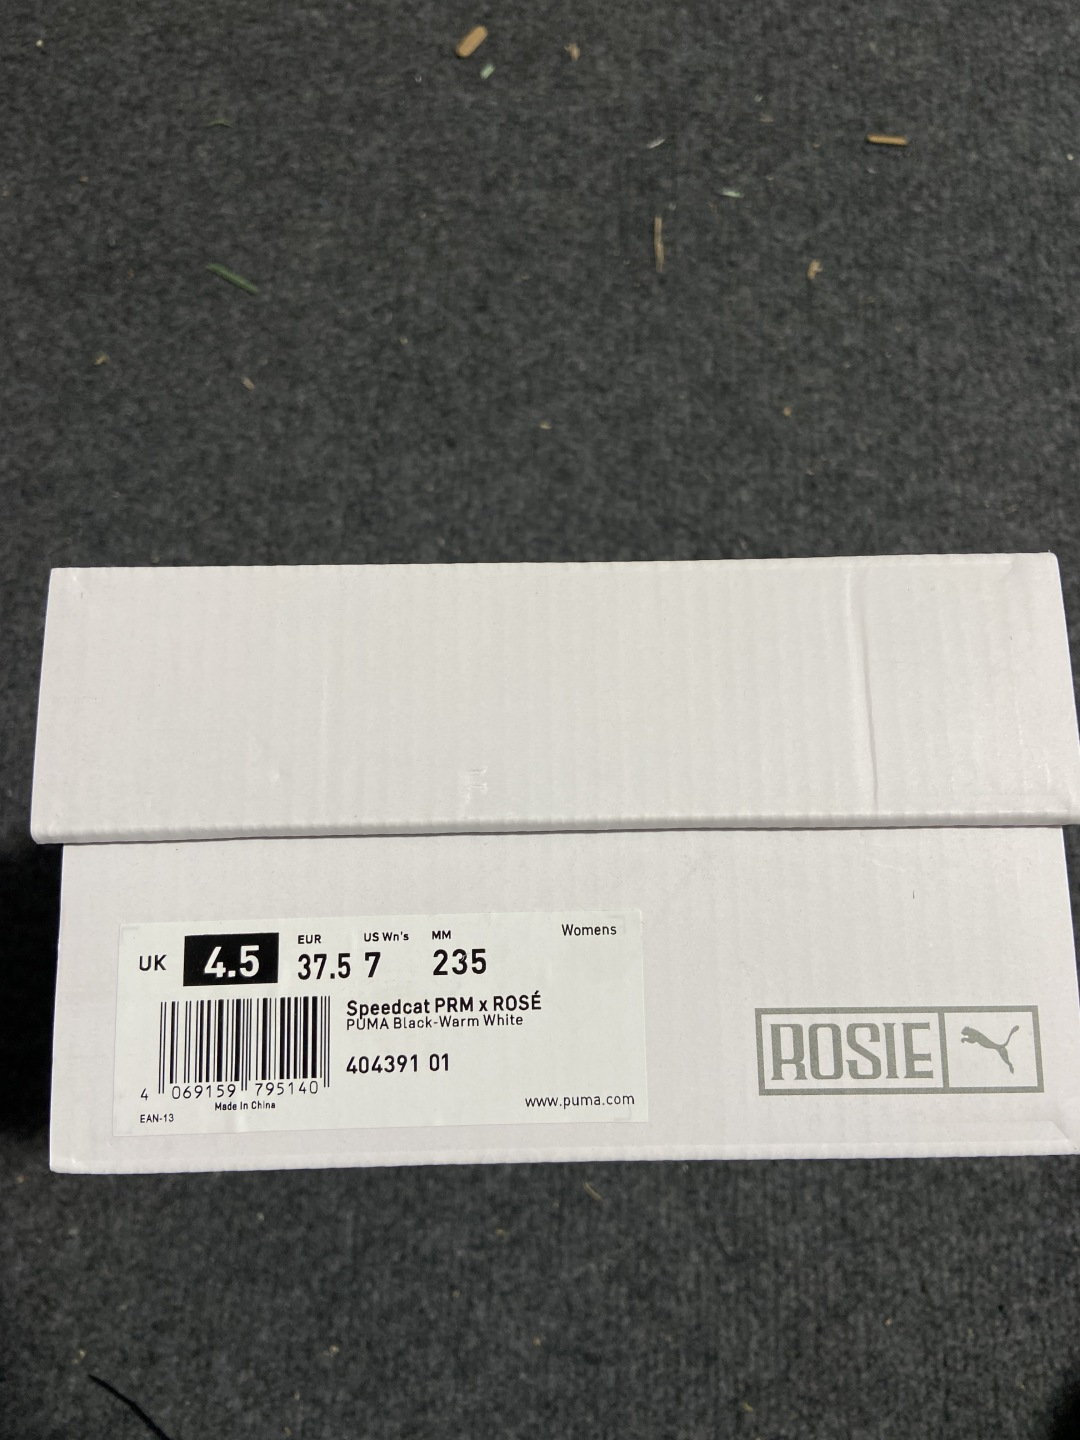 Womens
EUR US Wn's MM
UK 4.5 37.5 7 235
Speedcat PRM x ROSÉ
PUMA Black-Warm White
404391 01
4 069159 795140
Made In China
EAN-13
www.puma.com
ROSIE